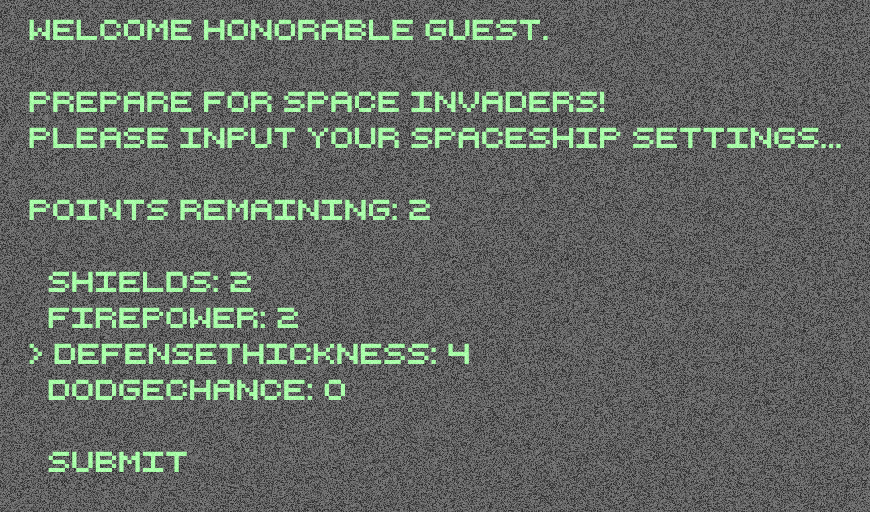 WELCOME HONORABLE GUEST.
PREPARE FOR SPACE INVADERS!
PLEASE INPUT YOUR SPACESHIP SETTINGS...
POINTS REMAINING: 2
SHIELDS: 2
FIREPOWER: 2
> DEFENSETHICKNESS: 4
DODGECHANCE: 0
SUBMIT